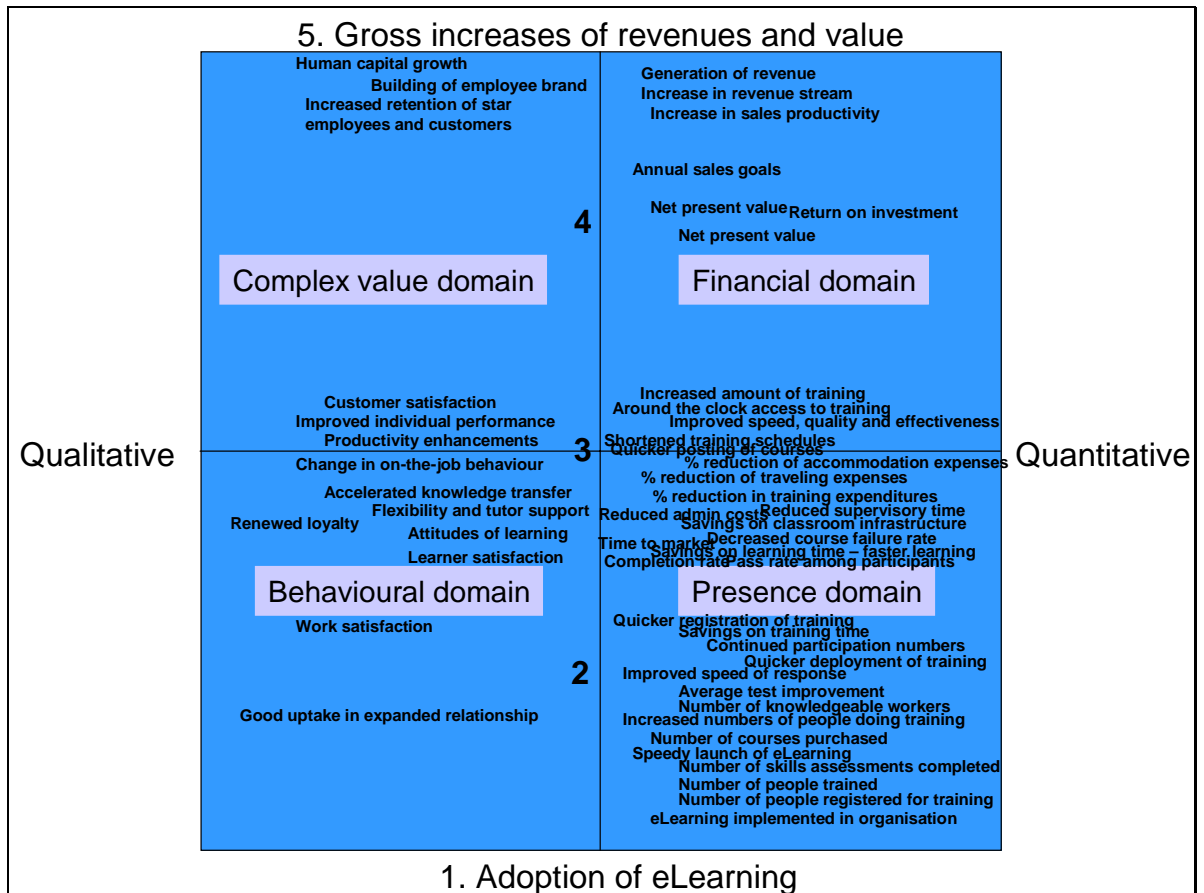 5. Gross increases of revenues and value
Human capital growth
Building of employee brand
Increased retention of star
employees and customers
Generation of revenue
Increase in revenue stream
Increase in sales productivity
Annual sales goals
Net present value
Return on investment
Net present value
4
Complex value domain
Financial domain
Customer satisfaction
Improved individual performance
Productivity enhancements
Increased amount of training
Around the clock access to training
Improved speed, quality and effectiveness
Shortened training schedules
Quicker posting of courses
Qualitative
3
Quantitative
Change in on-the-job behaviour
Accelerated knowledge transfer
Flexibility and tutor support
Renewed loyalty
Attitudes of learning
Learner satisfaction
% reduction of accommodation expenses
% reduction of traveling expenses
% reduction in training expenditures
Reduced admin costs
Reduced supervisory time
Savings on classroom infrastructure
Decreased course failure rate
Time to market
Savings on learning time – faster learning
Completion rate
Pass rate among participants
Behavioural domain
Presence domain
Work satisfaction
Good uptake in expanded relationship
2
Quicker registration of training
Savings on training time
Continued participation numbers
Quicker deployment of training
Improved speed of response
Average test improvement
Number of knowledgeable workers
Increased numbers of people doing training
Number of courses purchased
Speedy launch of eLearning
Number of skills assessments completed
Number of people trained
Number of people registered for training
eLearning implemented in organisation
1. Adoption of eLearning